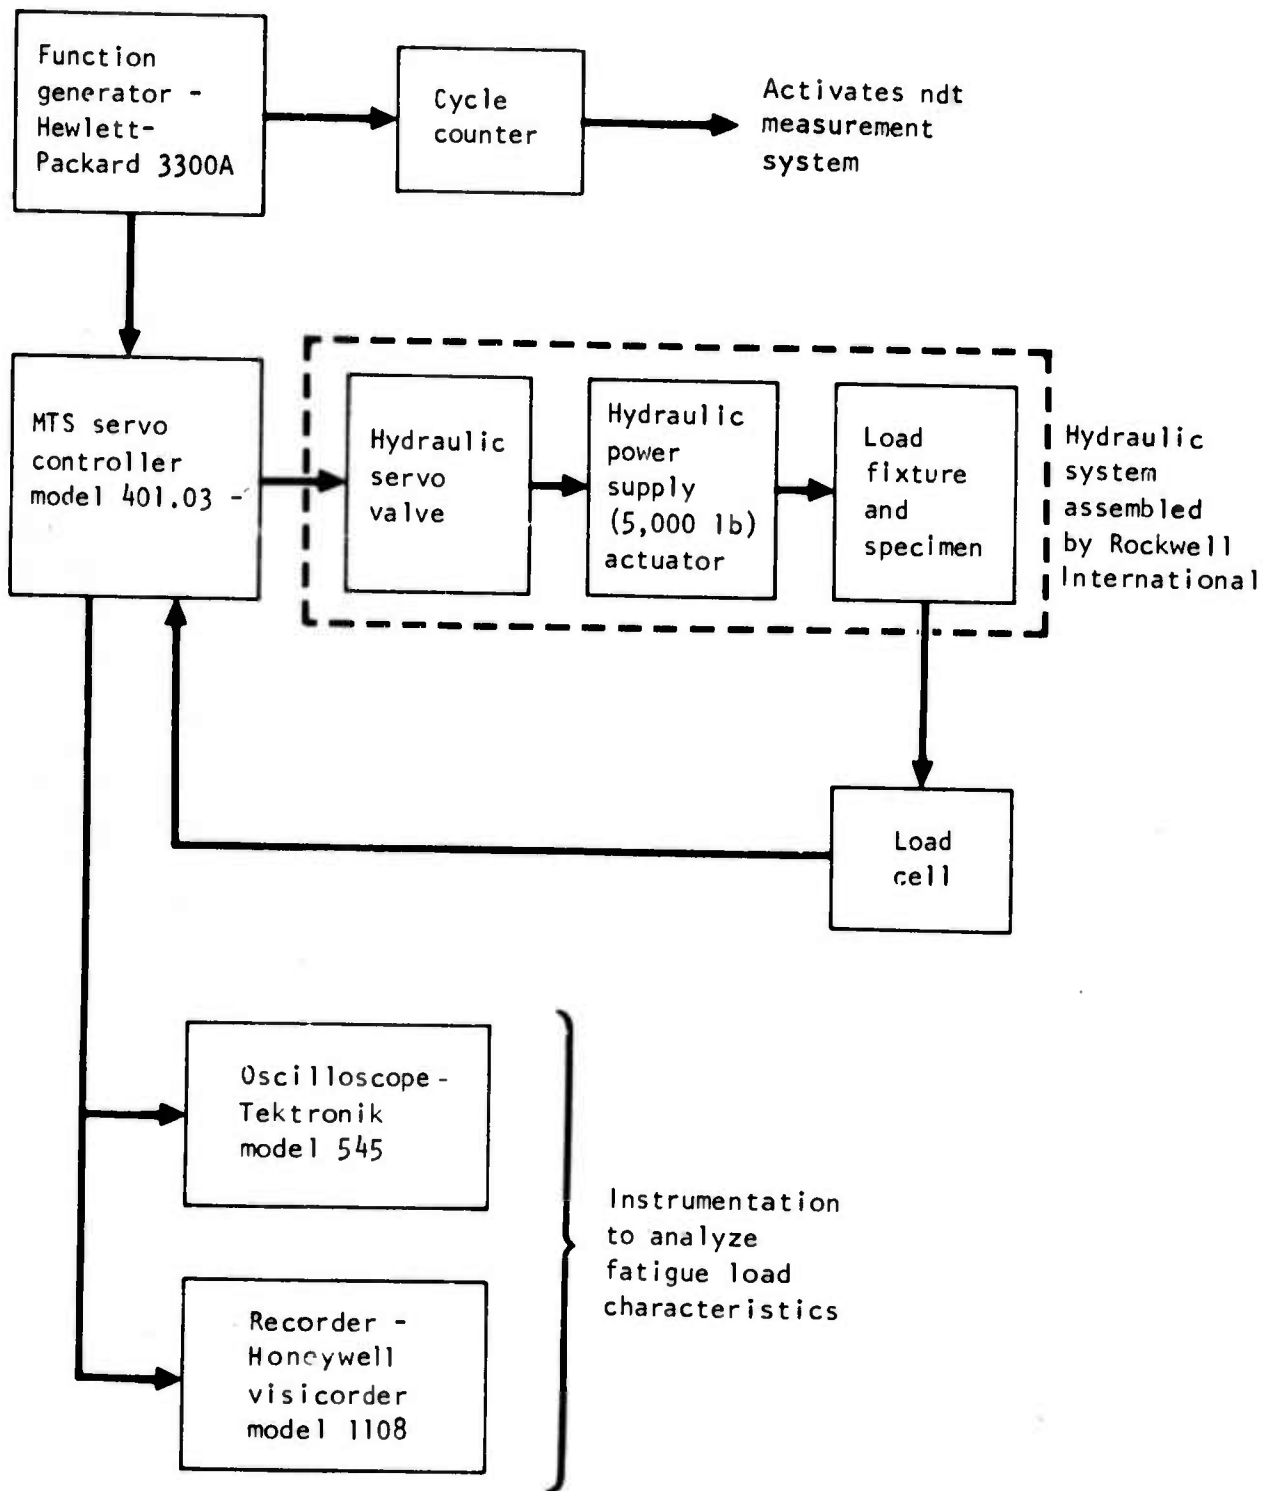 Function
generator -
Hewlett-
Packard 3300A
Cycle
counter
Activates ndt
measurement
system
MTS servo
controller
model 401.03 -
Hydraulic
servo
valve
Hydraulic
power
supply
(5,000 lb)
actuator
Load
fixture
and
specimen
Hydraulic
system
assembled
by Rockwell
International
Load
cell
Oscilloscope -
Tektronik
model 545
Recorder -
Honeywell
visicorder
model 1108
Instrumentation
to analyze
fatigue load
characteristics